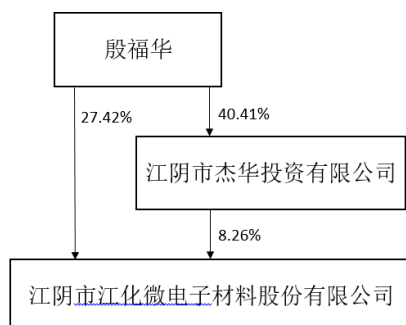 殷福华
27.42%
40.41%
江阴市杰华投资有限公司
8.26%
江阴市江化微电子材料股份有限公司